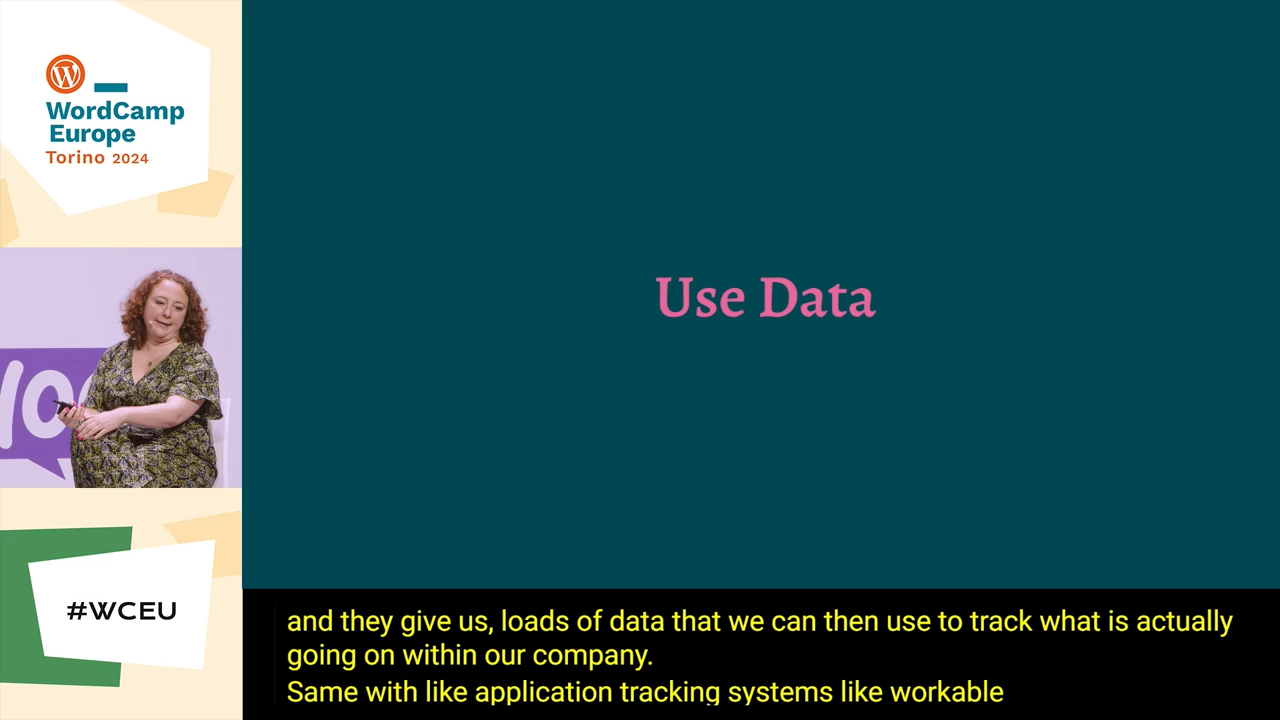 WordCamp
Europe
Torino 2024
Use Data
#WCEU
and they give us, loads of data that we can then use to track what is actually
going on within our company.
Same with like application tracking systems like workable